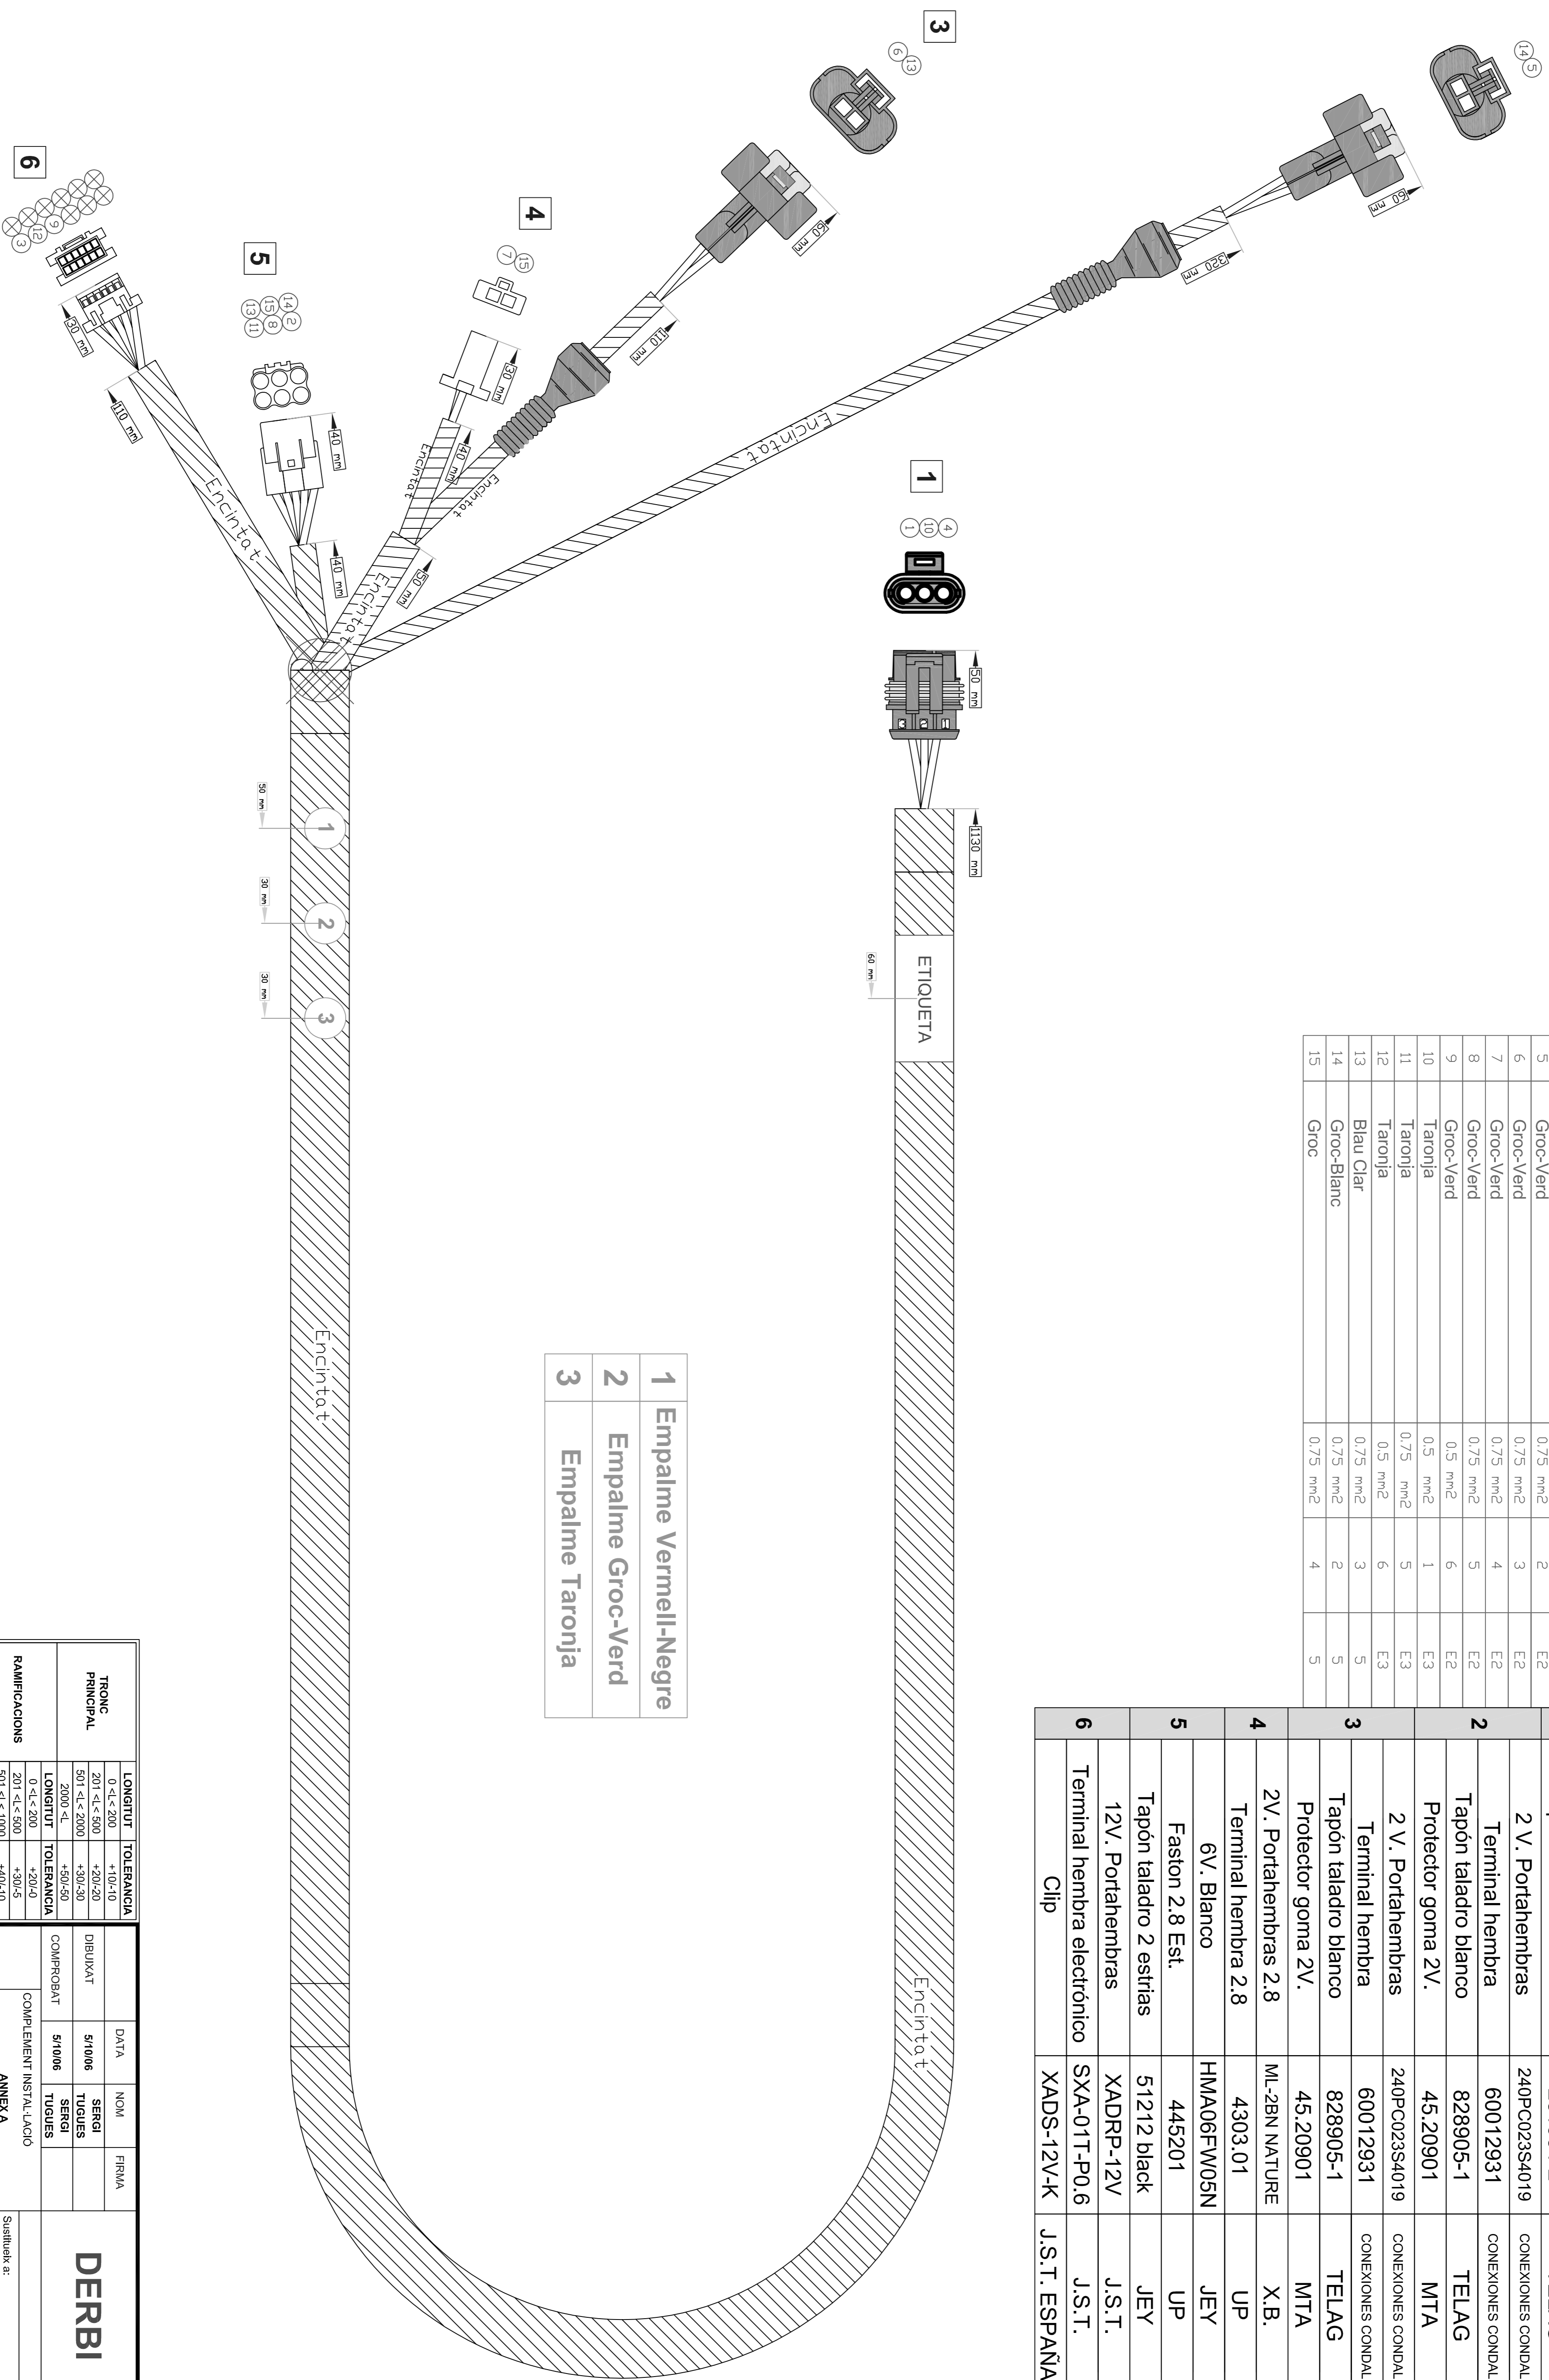 5 Groc-Verd 0.75 mm2 2 E2
6 Groc-Verd 0.75 mm2 3 E2
7 Groc-Verd 0.75 mm2 4 E2
8 Groc-Verd 0.75 mm2 5 E2
9 Groc-Verd 0.5 mm2 6 E2
10 Taronja 0.5 mm2 1 E3
11 Taronja 0.75 mm2 5 E3
12 Taronja 0.5 mm2 6 E3
13 Blau Clar 0.75 mm2 3 5
14 Groc-Blanc 0.75 mm2 2 5
15 Groc 0.75 mm2 4 5
2
2 V. Portahembras 240PC023S4019 CONEXIONES CONDAL
Terminal hembra 60012931 CONEXIONES CONDAL
Tapón taladro blanco 828905-1 TELAG
Protector goma 2V. 45.20901 MTA
3
2 V. Portahembras 240PC023S4019 CONEXIONES CONDAL
Terminal hembra 60012931 CONEXIONES CONDAL
Tapón taladro blanco 828905-1 TELAG
Protector goma 2V. 45.20901 MTA
4
2V. Portahembras 2.8 ML-2BN NATURE X.B.
Terminal hembra 2.8 4303.01 UP
5
6V. Blanco HMA06FW05N JEY
Faston 2.8 Est. 445201 UP
Tapón taladro 2 estrias 51212 black JEY
6
12V. Portahembras XADRP-12V J.S.T.
Terminal hembra electrónico SXA-01T-P0.6 J.S.T.
Clip XADS-12V-K J.S.T. ESPAÑA
14 5
60 mm
320 mm
Encintat
3
13
6
60 mm
110 mm
Encintat
1
4
10
1
50 mm
1130 mm
ETIQUETA
60 mm
Encintat
4
15
7
30 mm
40 mm
Encintat
50 mm
Encintat
5
14 2
15 8
13 11
40 mm
40 mm
6
9
12
3
30 mm
110 mm
Encintat
1
2
3
50 mm
30 mm
30 mm
Encintat
1 Empalme Vermell-Negre
2 Empalme Groc-Verd
3 Empalme Taronja
TRONC PRINCIPAL
LONGITUT TOLERANCIA
0 <L< 200 +10/-10
201 <L< 500 +20/-20
501 <L< 2000 +30/-30
2000 <L +50/-50
RAMIFICACIONS
LONGITUT TOLERANCIA
0 <L< 200 +20/-0
201 <L< 500 +30/-5
501 <L< 1000 +40/-10
DATA NOM FIRMA
DIBUIXAT 5/10/06 SERGI TUGUES
COMPROBAT 5/10/06 SERGI TUGUES
COMPLEMENT INSTAL·LACIÓ
ANNEX A
DERBI
Sustitueix a: